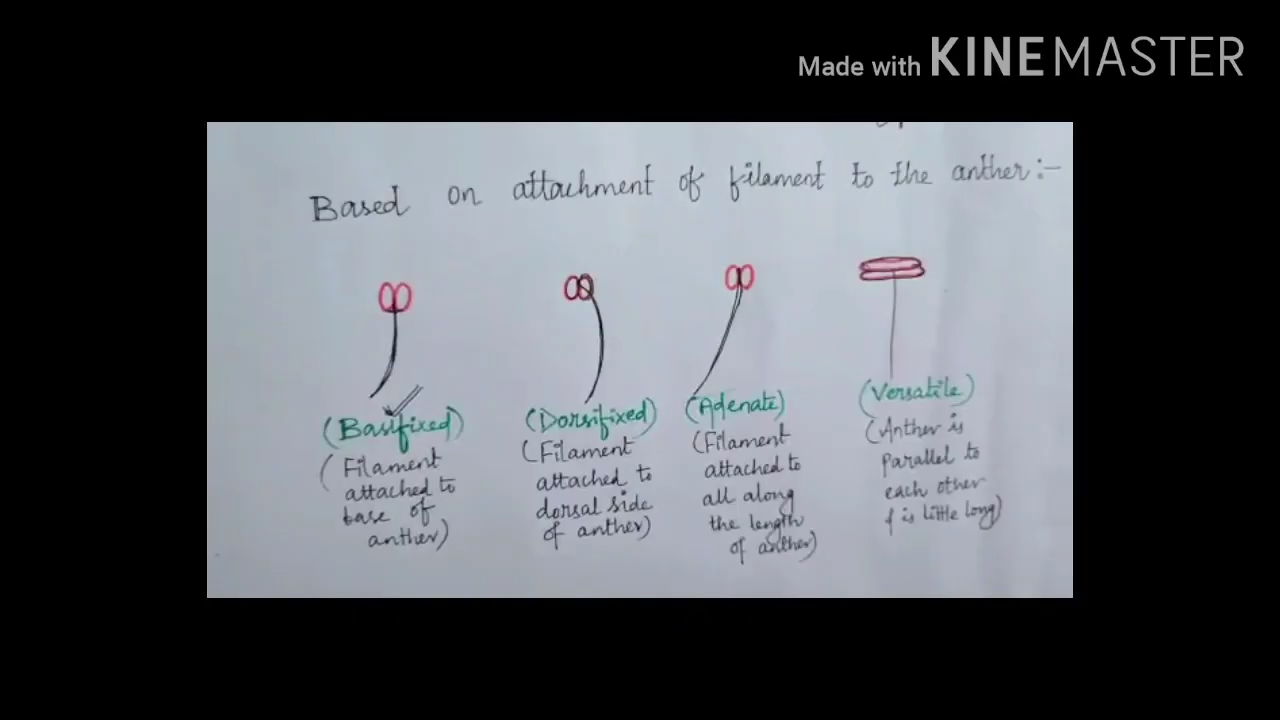 Made with KINEMASTER
Based on attachment of filament to the anther:-
(Basifixed)
(Filament
attached to
base of
anther)
(Dorsifixed)
(Filament
attached to
dorsal side
of anther)
(Adenate)
(Filament
attached to
all along
the length
of anther)
(Versatile)
(Anther is
parallel to
each other
& is little long)